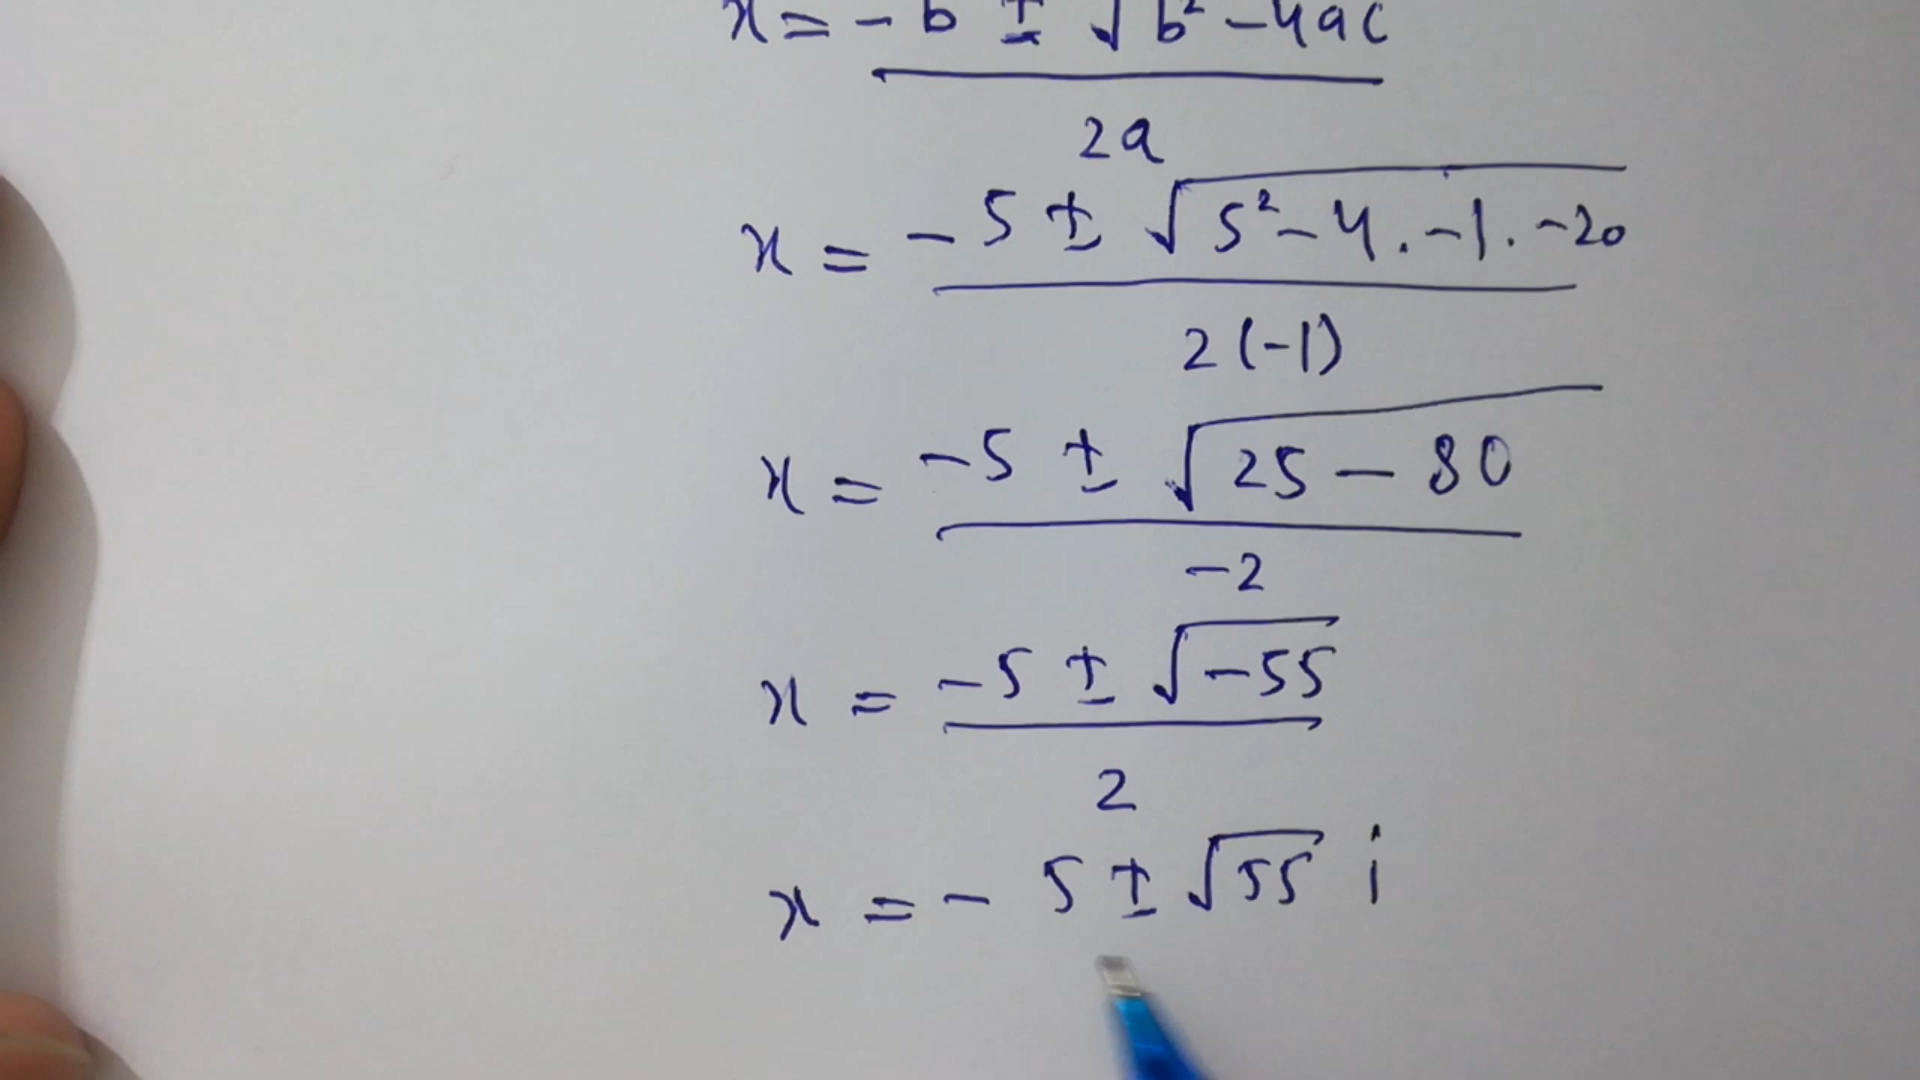 x = -b ± √b² - 4ac
2a
x = -5 ± √5² - 4 . -1 . -20
2(-1)
x = -5 ± √25 - 80
-2
x = -5 ± √-55
2
x = - 5 ± √55 i